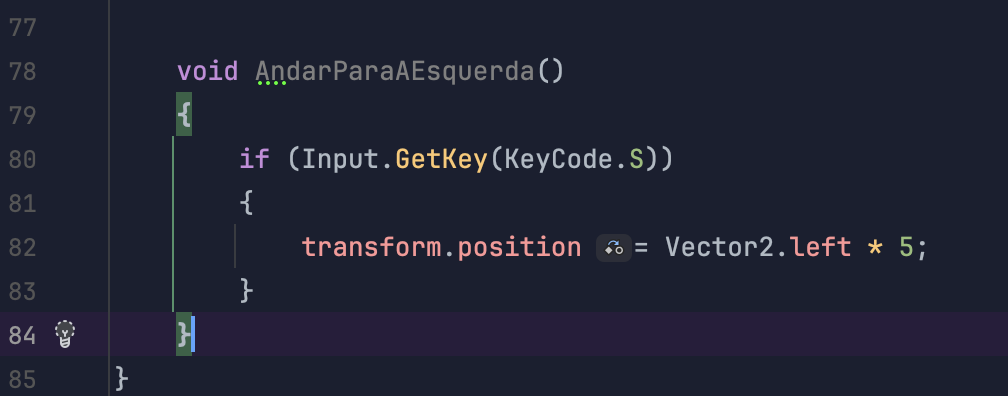 77
78 void AndarParaAEsquerda()
79 {
80 if (Input.GetKey(KeyCode.S))
81 {
82 transform.position = Vector2.left * 5;
83 }
84 }
85 }